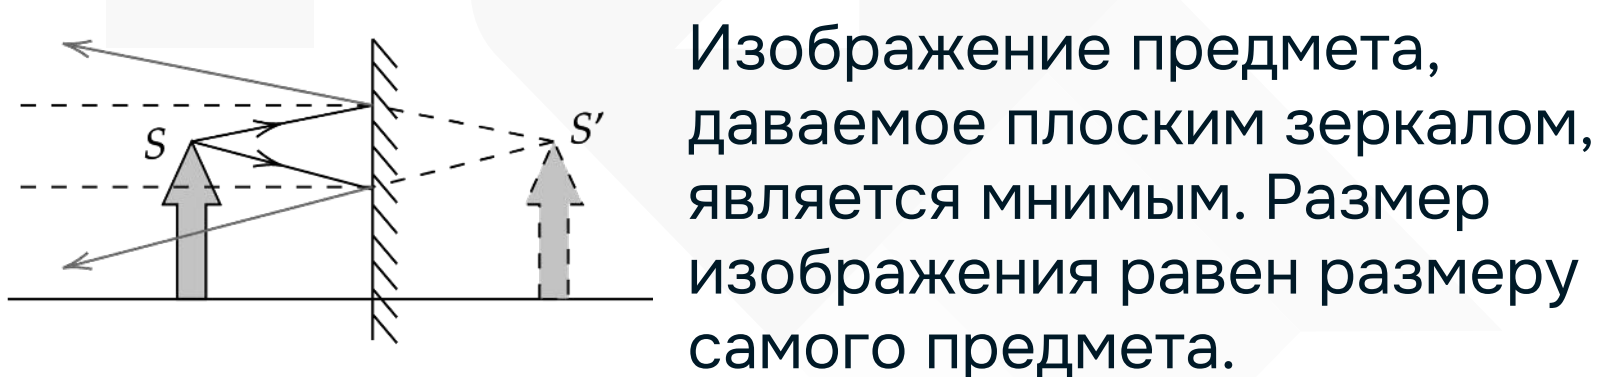 S
S′
Изображение предмета,
даваемое плоским зеркалом,
является мнимым. Размер
изображения равен размеру
самого предмета.